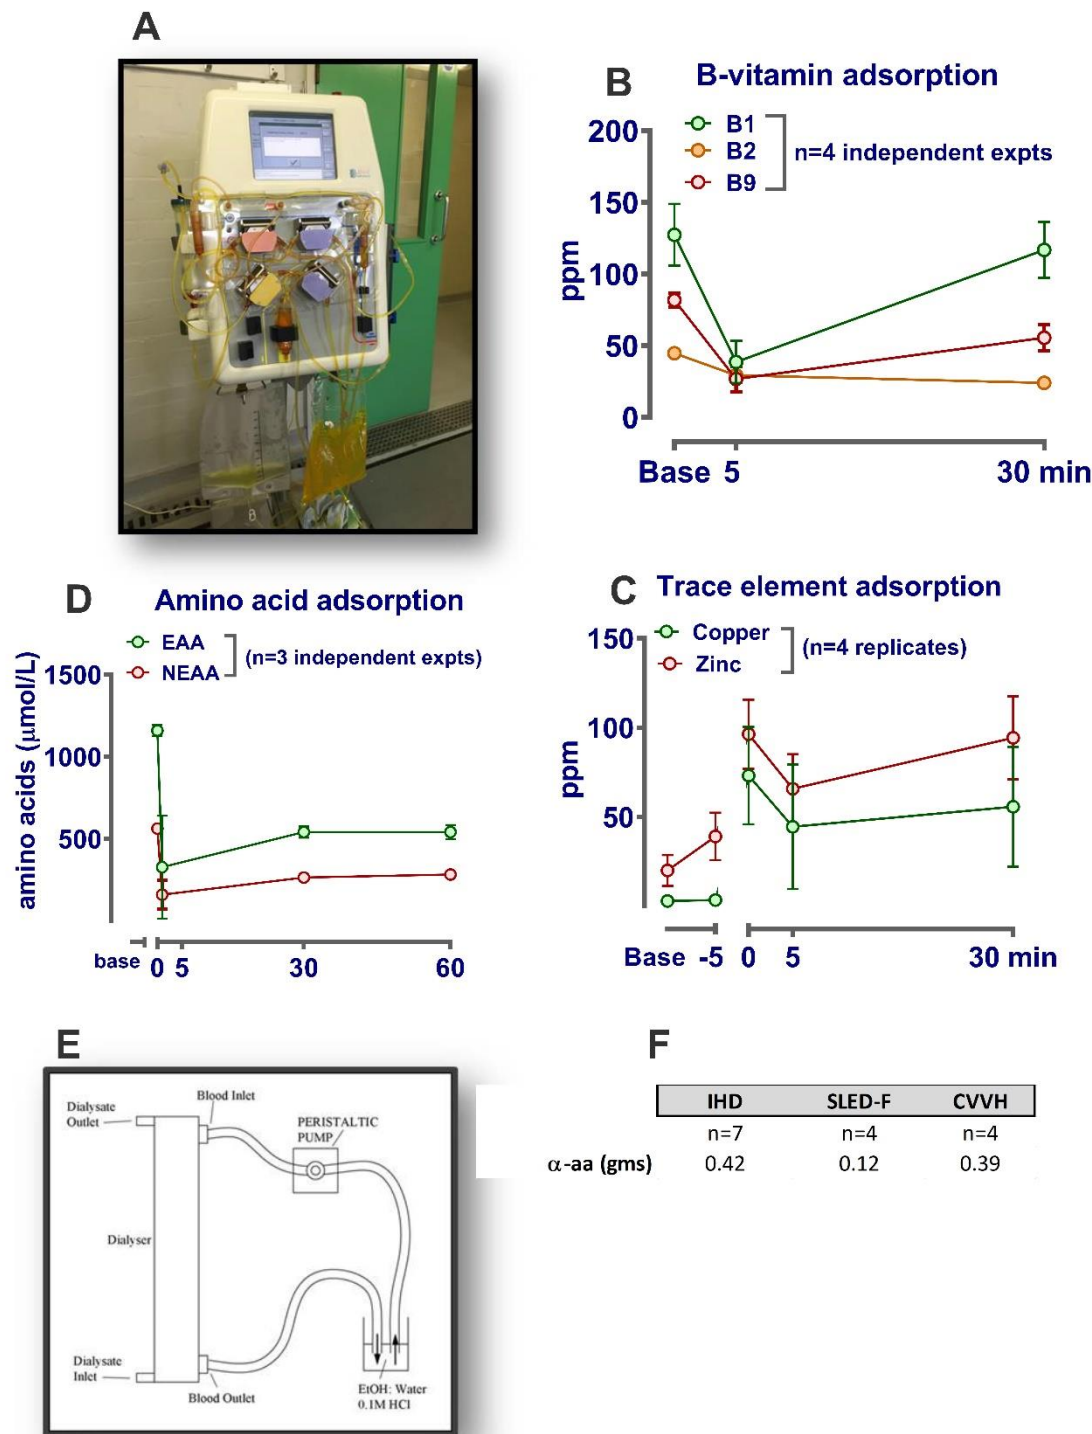 A
B
B-vitamin adsorption
B1
B2
B9
n=4 independent expts
ppm
200
150
100
50
0
Base 5 30 min
D
Amino acid adsorption
EAA
NEAA
(n=3 independent expts)
amino acids (µmol/L)
1500
1000
500
base 0 5 30 60
C
Trace element adsorption
Copper
Zinc
(n=4 replicates)
ppm
150
100
50
Base -5 0 5 30 min
E
Dialysate
Outlet
Blood Inlet
PERISTALTIC
PUMP
Dialyser
Dialysate
Inlet
Blood Outlet
EtOH: Water
0.1M HCl
F
IHD SLED-F CVVH
n=7 n=4 n=4
α-aa (gms) 0.42 0.12 0.39